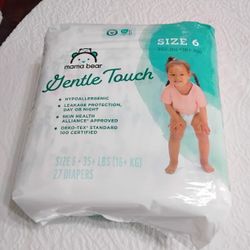 SIZE 6
mama bear
Gentle Touch
• HYPOALLERGENIC
• LEAKAGE PROTECTION,
DAY OR NIGHT
• SKIN HEALTH
ALLIANCE® APPROVED
• OEKO-TEX® STANDARD
100 CERTIFIED
SIZE 6 • 35+ LBS (16+ KG)
27 DIAPERS